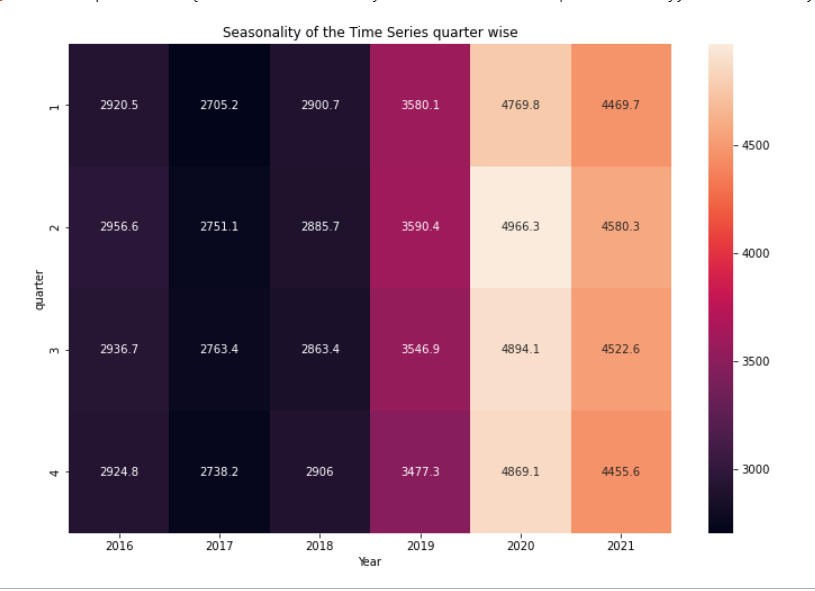 Seasonality of the Time Series quarter wise
1 2920.5 2705.2 2900.7 3580.1 4769.8 4469.7
2 2956.6 2751.1 2885.7 3590.4 4966.3 4580.3
3 2936.7 2763.4 2863.4 3546.9 4894.1 4522.6
4 2924.8 2738.2 2906 3477.3 4869.1 4455.6
quarter
2016 2017 2018 2019 2020 2021
Year
4500
4000
3500
3000